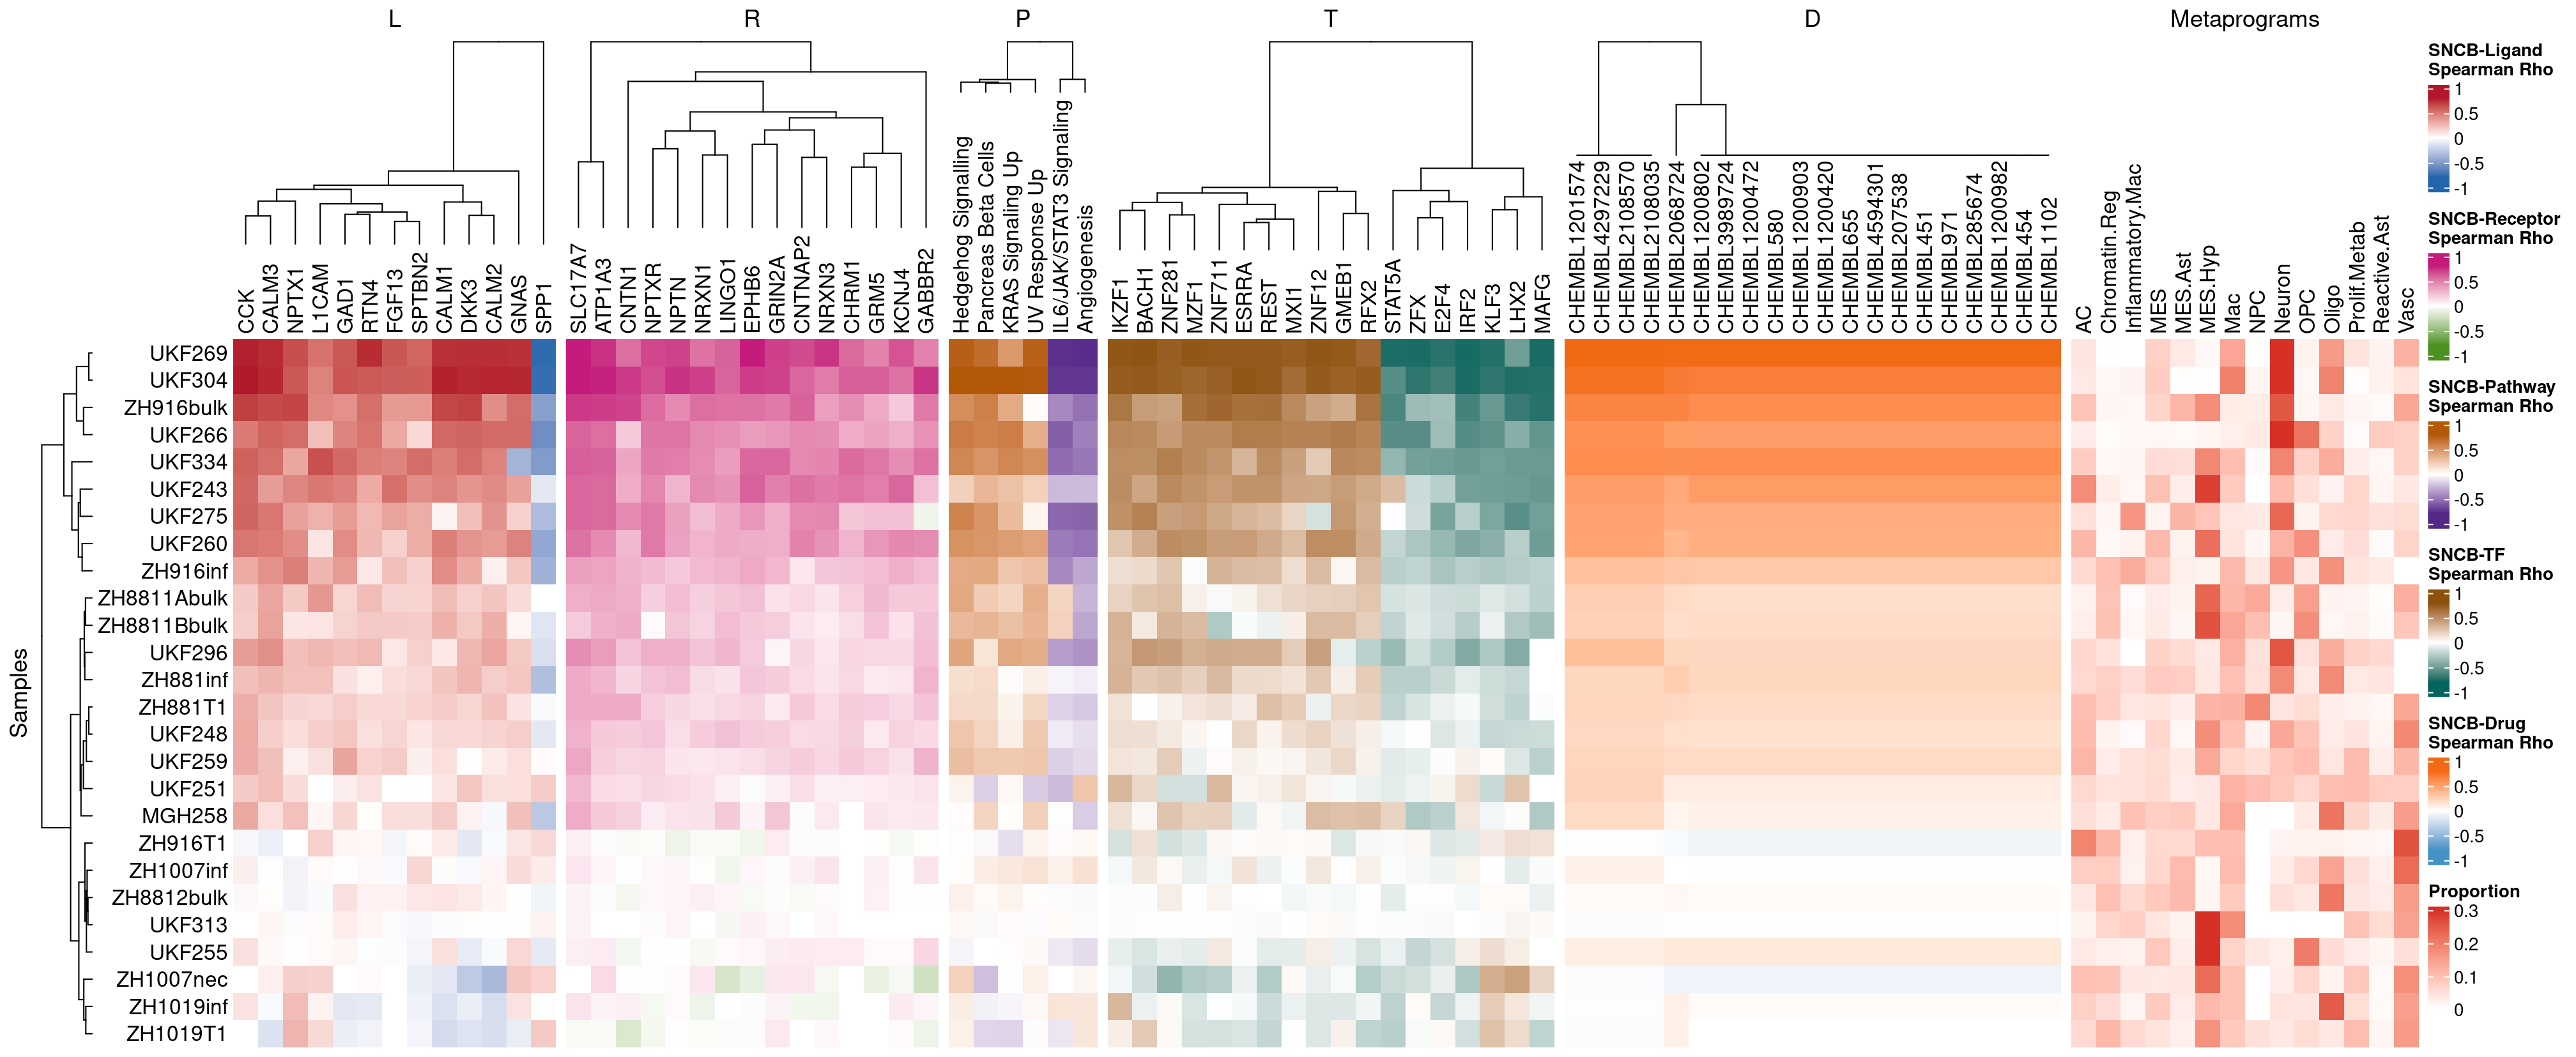 L
R
P
T
D
Metaprograms
CCK
CALM3
NPTX1
L1CAM
GAD1
RTN4
FGF13
SPTBN2
CALM1
DKK3
CALM2
GNAS
SPP1
SLC17A7
ATP1A3
CNTN1
NPTXR
NPTN
NRXN1
LINGO1
EPHB6
GRIN2A
CNTNAP2
NRXN3
CHRM1
GRM5
KCNJ4
GABBR2
Hedgehog Signalling
Pancreas Beta Cells
KRAS Signaling Up
UV Response Up
IL6/JAK/STAT3 Signaling
Angiogenesis
IKZF1
BACH1
ZNF281
MZF1
ZNF711
ESRRA
REST
MXI1
ZNF12
GMEB1
RFX2
STAT5A
ZFX
E2F4
IRF2
KLF3
LHX2
MAFG
CHEMBL1201574
CHEMBL4297229
CHEMBL2108570
CHEMBL2108035
CHEMBL2068724
CHEMBL1200802
CHEMBL3989724
CHEMBL1200472
CHEMBL580
CHEMBL1200903
CHEMBL1200420
CHEMBL655
CHEMBL4594301
CHEMBL207538
CHEMBL451
CHEMBL971
CHEMBL285674
CHEMBL1200982
CHEMBL454
CHEMBL1102
AC
Chromatin.Reg
Inflammatory.Mac
MES
MES.Ast
MES.Hyp
Mac
NPC
Neuron
OPC
Oligo
Prolif.Metab
Reactive.Ast
Vasc
Samples
UKF269
UKF304
ZH916bulk
UKF266
UKF334
UKF243
UKF275
UKF260
ZH916inf
ZH8811Abulk
ZH8811Bbulk
UKF296
ZH881inf
ZH881T1
UKF248
UKF259
UKF251
MGH258
ZH916T1
ZH1007inf
ZH8812bulk
UKF313
UKF255
ZH1007nec
ZH1019inf
ZH1019T1
SNCB-Ligand
Spearman Rho
1
0.5
0
-0.5
-1
SNCB-Receptor
Spearman Rho
1
0.5
0
-0.5
-1
SNCB-Pathway
Spearman Rho
1
0.5
0
-0.5
-1
SNCB-TF
Spearman Rho
1
0.5
0
-0.5
-1
SNCB-Drug
Spearman Rho
1
0.5
0
-0.5
-1
Proportion
0.3
0.2
0.1
0